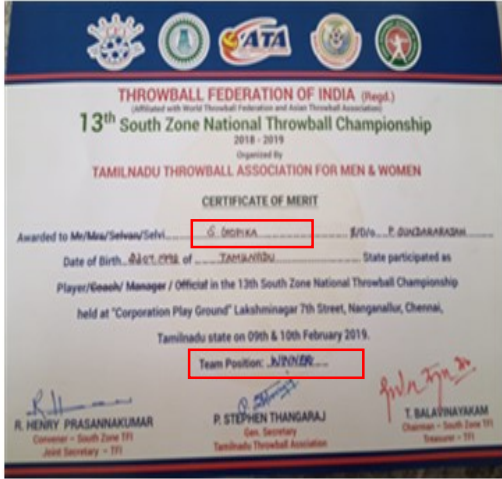 ATA
THROWBALL FEDERATION OF INDIA (Regd.)
(Affiliated with World Throwball Federation and Asian Throwball Association)
13th South Zone National Throwball Championship
2018 - 2019
Organized By
TAMILNADU THROWBALL ASSOCIATION FOR MEN & WOMEN
CERTIFICATE OF MERIT
Awarded to Mr/Mrs/Selvan/Selvi G. GOPIKA S/D/o P. GUNDARARAJAN
Date of Birth of TAMILNADU State participated as
Player/Coach/ Manager / Official in the 13th South Zone National Throwball Championship
held at "Corporation Play Ground" Lakshminagar 7th Street, Nanganallur, Chennai,
Tamilnadu state on 09th & 10th February 2019.
Team Position: WINNER
R. HENRY PRASANNAKUMAR
Convener - South Zone TFI
Joint Secretary - TFI
P. STEPHEN THANGARAJ
Gen. Secretary
Tamilnadu Throwball Association
T. BALAVINAYAKAM
Chairman - South Zone TFI
Treasurer - TFI